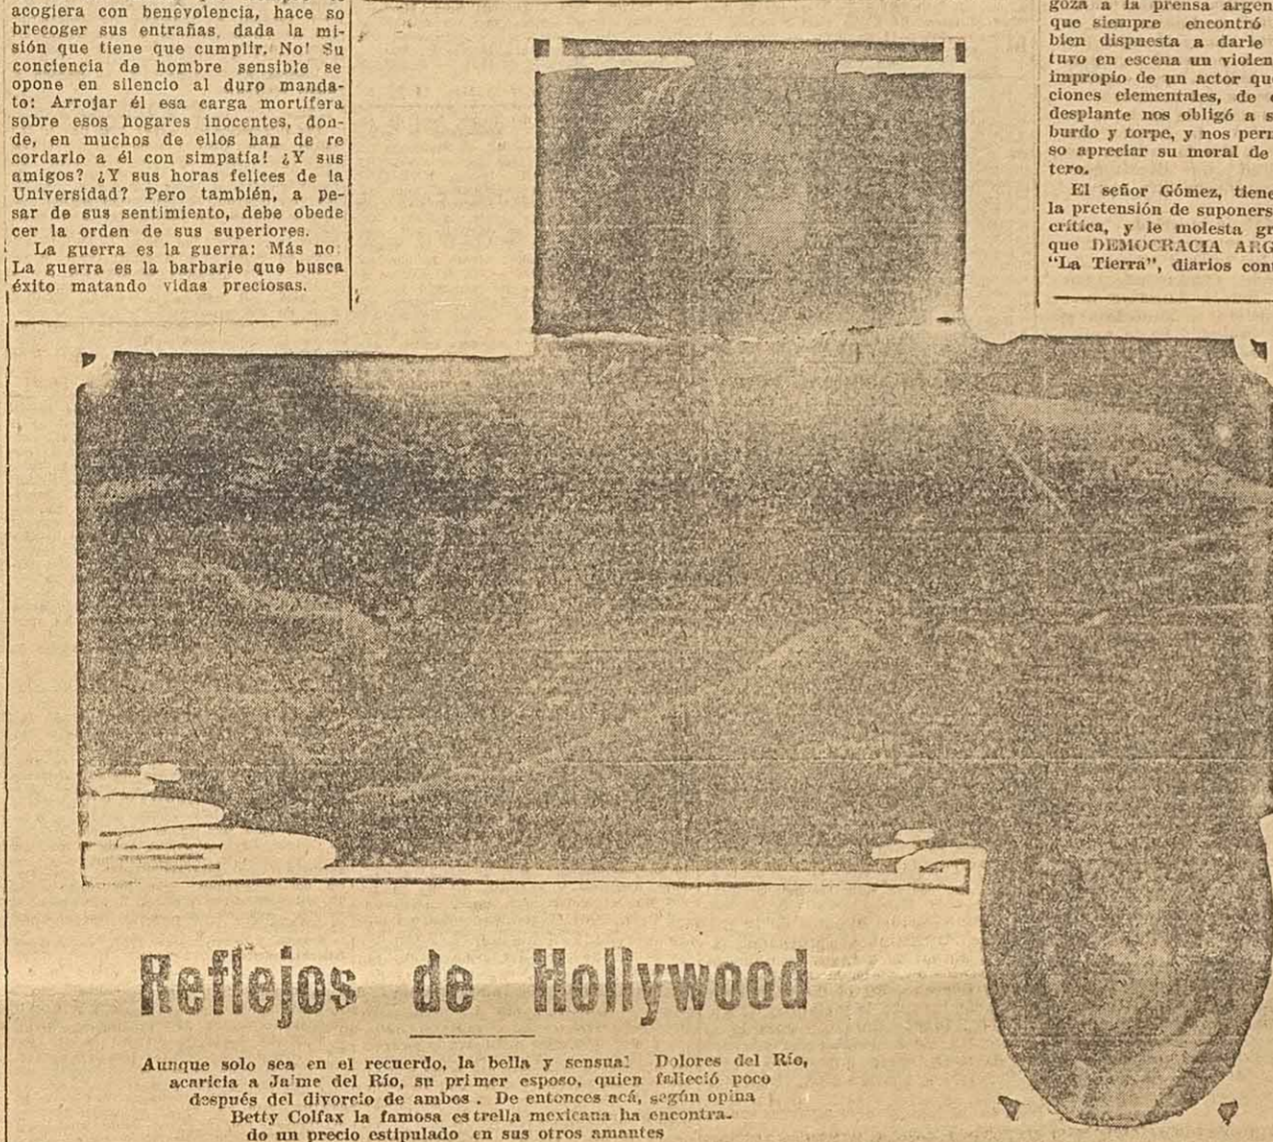 acogiera con benevolencia, hace so
brecoger sus entrañas, dada la mi-
sión que tiene que cumplir. No! Su
conciencia de hombre sensible se
opone en silencio al duro manda-
to: Arrojar él esa carga mortífera
sobre esos hogares inocentes, don-
de, en muchos de ellos han de re
cordarlo a él con simpatía! ¿Y sus
amigos? ¿Y sus horas felices de la
Universidad? Pero también, a pe-
sar de sus sentimiento, debe obede
cer la orden de sus superiores.
La guerra es la guerra: Más no:
La guerra es la barbarie que busca
éxito matando vidas preciosas.
goza a la prensa argen
que siempre encontró
bien dispuesta a darle
tuvo en escena un violen
impropio de un actor que
ciones elementales, de
desplante nos obligó a s
burdo y torpe, y nos perm
so apreciar su moral de
tero.
El señor Gómez, tiene
la pretensión de supones
crítica, y le molesta gr
que DEMOCRACIA ARG
"La Tierra", diarios con
Reflejos de Hollywood
Aunque solo sea en el recuerdo, la bella y sensual Dolores del Río,
acaricia a Jaime del Río, su primer esposo, quien falleció poco
después del divorcio de ambos . De entonces acá, según opina
Betty Colfax la famosa estrella mexicana ha encontra-
do un precio estipulado en sus otros amantes